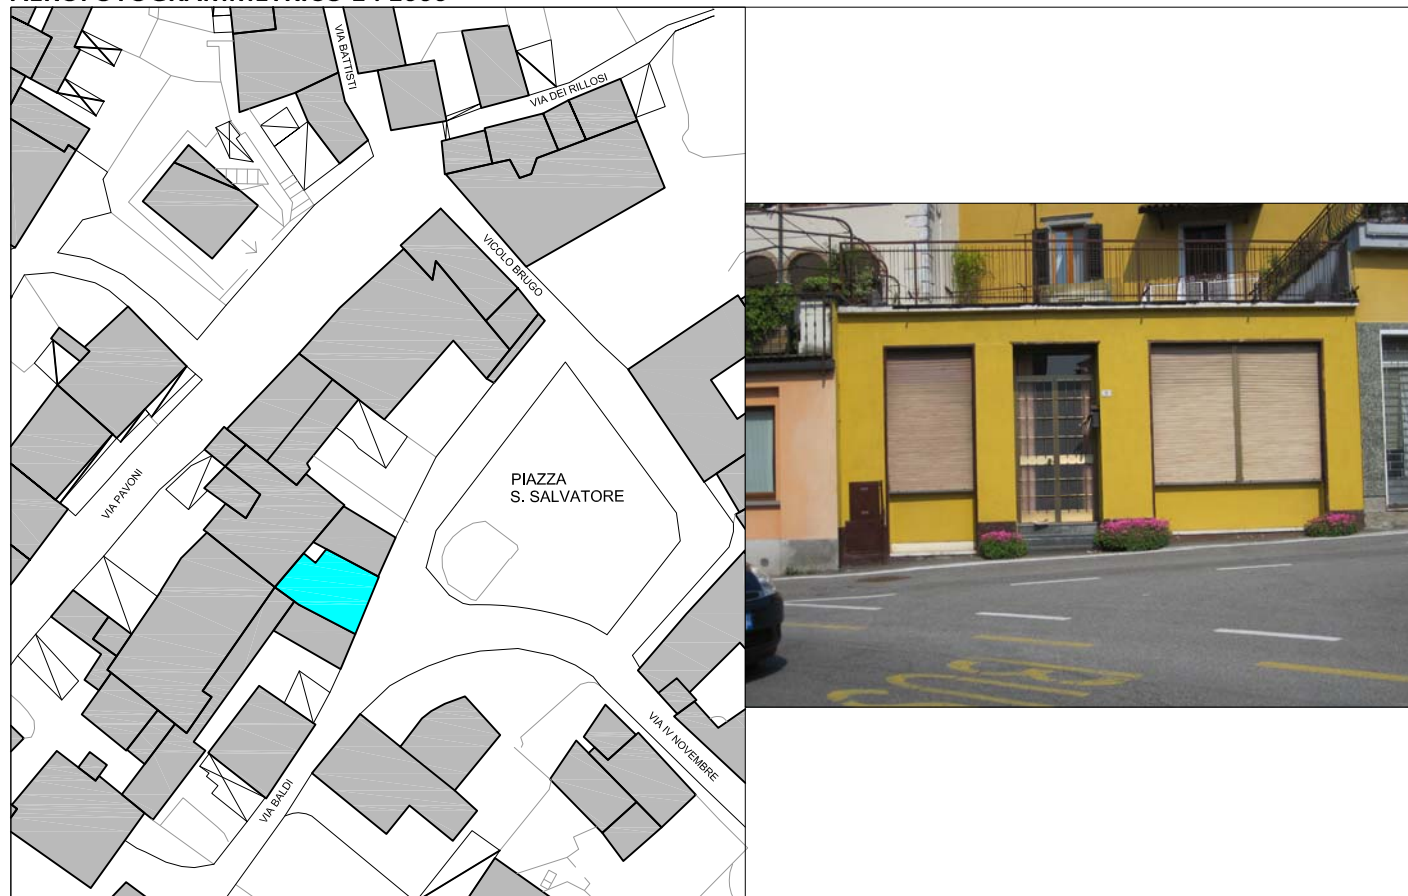 VIA BATTISTI
VIA DEI RILLOSI
VICOLO BRUGO
PIAZZA
S. SALVATORE
VIA PAVONI
VIA IV NOVEMBRE
VIA BALDI